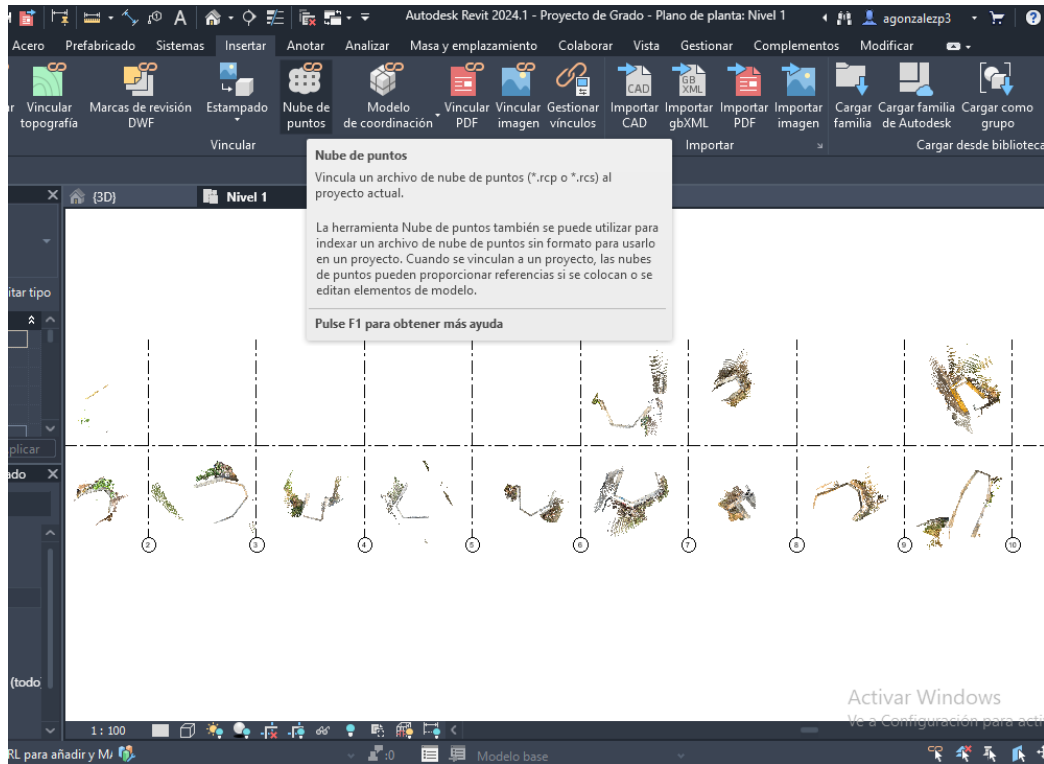 Autodesk Revit 2024.1 - Proyecto de Grado - Plano de planta: Nivel 1
agonzalezp3
Acero Prefabricado Sistemas Insertar Anotar Analizar Masa y emplazamiento Colaborar Vista Gestionar Complementos Modificar
Vincular topografía
Marcas de revisión DWF
Estampado
Nube de puntos
Modelo de coordinación
Vincular PDF
Vincular imagen
Gestionar vínculos
Importar CAD
Importar gbXML
Importar PDF
Importar imagen
Cargar familia
Cargar familia de Autodesk
Cargar como grupo
Vincular
Importar
Cargar desde biblioteca
Nube de puntos
Vincula un archivo de nube de puntos (*.rcp o *.rcs) al
proyecto actual.
La herramienta Nube de puntos también se puede utilizar para
indexar un archivo de nube de puntos sin formato para usarlo
en un proyecto. Cuando se vinculan a un proyecto, las nubes
de puntos pueden proporcionar referencias si se colocan o se
editan elementos de modelo.
Pulse F1 para obtener más ayuda
{3D}
Nivel 1
itar tipo
plicar
ado
(todo
2 3 4 5 6 7 8 9 10
Activar Windows
Ve a Configuración para acti
1 : 100
RL para añadir y M
:0
Modelo base